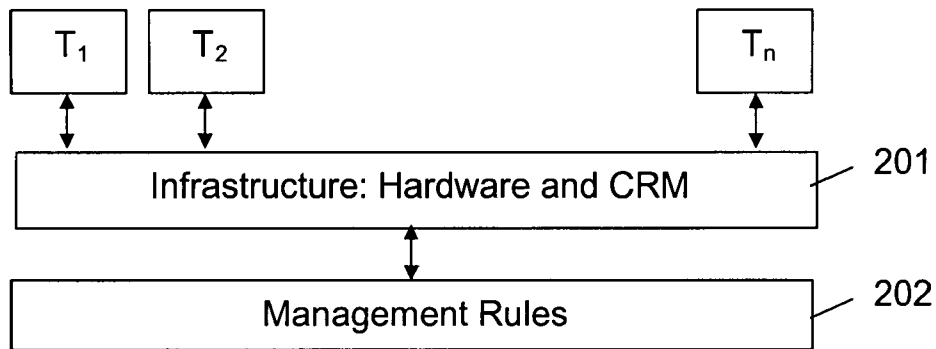 T₁ T₂ Tₙ
Infrastructure: Hardware and CRM 201
Management Rules 202